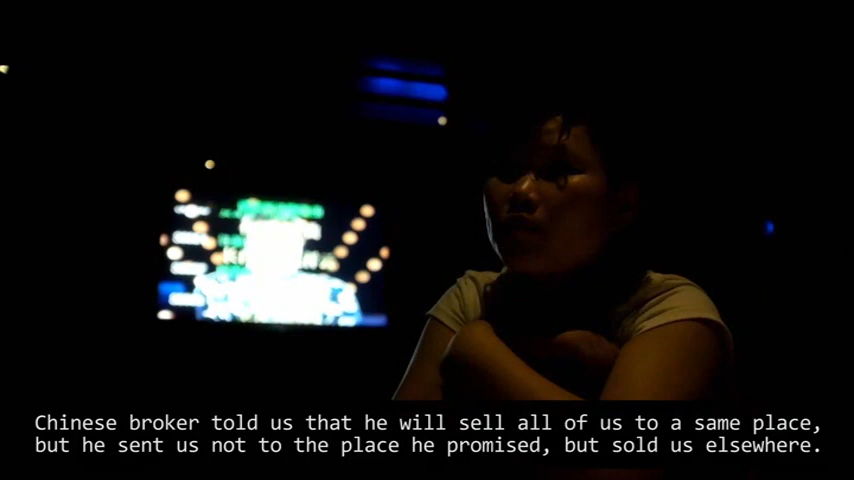 Chinese broker told us that he will sell all of us to a same place,
but he sent us not to the place he promised, but sold us elsewhere.